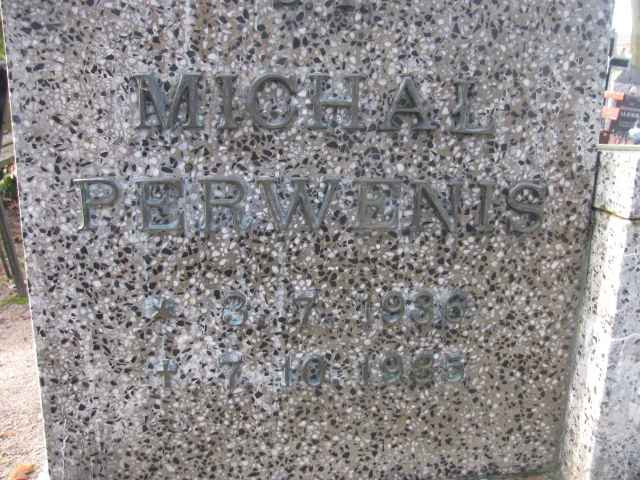 MICHAL
PERWENIS
* 3. 7. 1936
† 7. 10. 1985